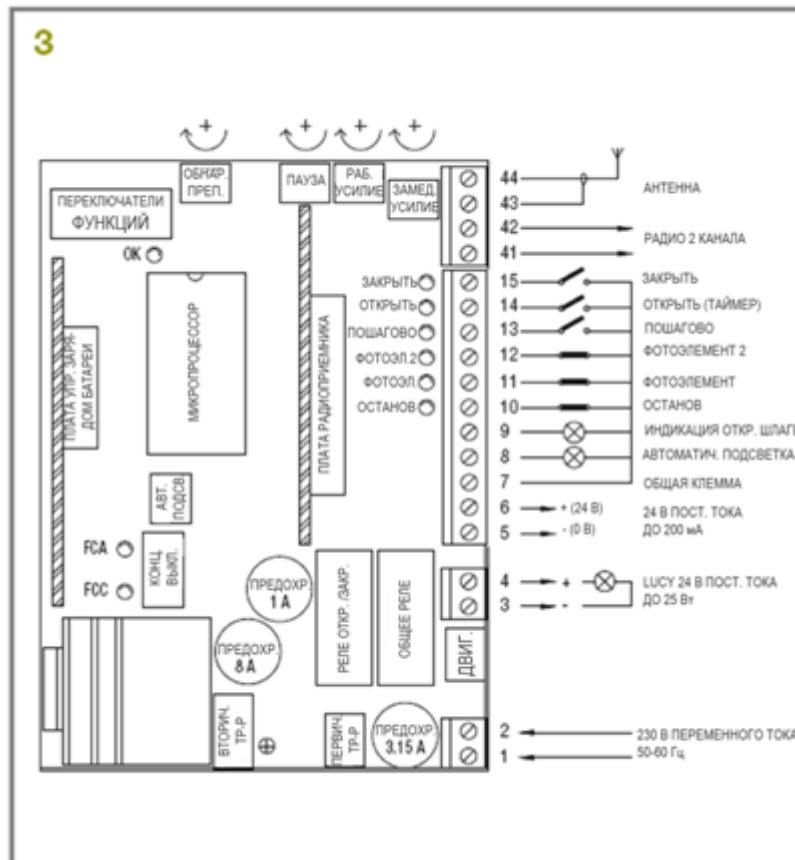 3
+ + + +
ОБНАР.
ПРЕП.
ПАУЗА
РАБ.
УСИЛИЕ
ЗАМЕД.
УСИЛИЕ
ПЕРЕКЛЮЧАТЕЛИ
ФУНКЦИЙ
OK
МИКРОПРОЦЕССОР
ПЛАТА УПР. ЗАРЯ-
ДОМ БАТАРЕИ
ПЛАТА РАДИОПРИЕМНИКА
ЗАКРЫТЬ
ОТКРЫТЬ
ПОШАГОВО
ФОТОЭЛ.2
ФОТОЭЛ.
ОСТАНОВ
АВТ.
ПОДСВ.
FCA
FCC
КОНЦ.
ВЫКЛ.
ПРЕДОХР.
1 A
ПРЕДОХР.
8 A
РЕЛЕ ОТКР. /ЗАКР.
ОБЩЕЕ РЕЛЕ
ДВИГ.
ВТОРИЧ.
ТР-Р
ПЕРВИЧ.
ТР-Р
ПРЕДОХР.
3.15 A
44
43
АНТЕННА
42
41
РАДИО 2 КАНАЛА
15 ЗАКРЫТЬ
14 ОТКРЫТЬ (ТАЙМЕР)
13 ПОШАГОВО
12 ФОТОЭЛЕМЕНТ 2
11 ФОТОЭЛЕМЕНТ
10 ОСТАНОВ
9 ИНДИКАЦИЯ ОТКР. ШЛАГ
8 АВТОМАТИЧ. ПОДСВЕТКА
7 ОБЩАЯ КЛЕММА
6 + (24 В) 24 В ПОСТ. ТОКА
5 - (0 В) ДО 200 мА
4 + LUCY 24 В ПОСТ. ТОКА
3 - ДО 25 Вт
2 230 В ПЕРЕМЕННОГО ТОКА
1 50-60 Гц